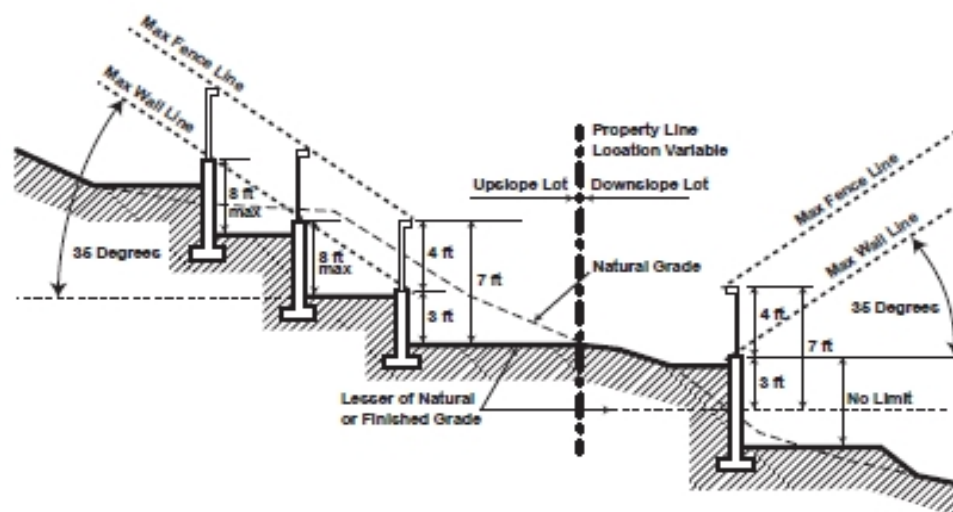 Max Fence Line
Max Wall Line
Property Line
Location Variable
Upslope Lot
Downslope Lot
Max Fence Line
Max Wall Line
8 ft
max
35 Degrees
8 ft
max
4 ft
7 ft
3 ft
Natural Grade
4 ft.
7 ft
3 ft
35 Degrees
No Limit
Lesser of Natural
or Finished Grade